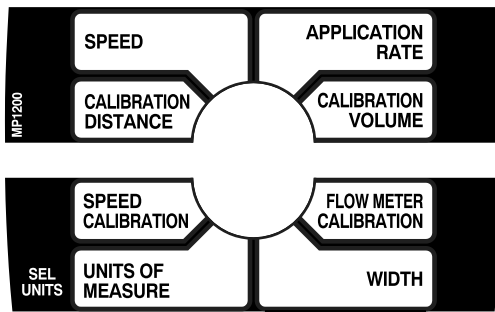 SPEED
APPLICATION
RATE
CALIBRATION
DISTANCE
CALIBRATION
VOLUME
MP1200
SPEED
CALIBRATION
FLOW METER
CALIBRATION
SEL
UNITS
UNITS OF
MEASURE
WIDTH